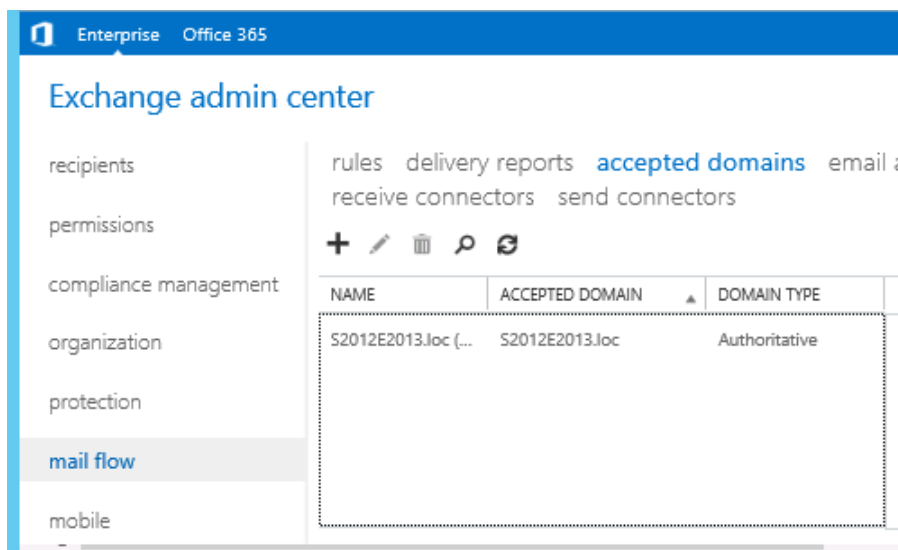 Enterprise Office 365
Exchange admin center
recipients
permissions
compliance management
organization
protection
mail flow
mobile
rules delivery reports accepted domains email
receive connectors send connectors
NAME ACCEPTED DOMAIN DOMAIN TYPE
S2012E2013.loc (... S2012E2013.loc Authoritative